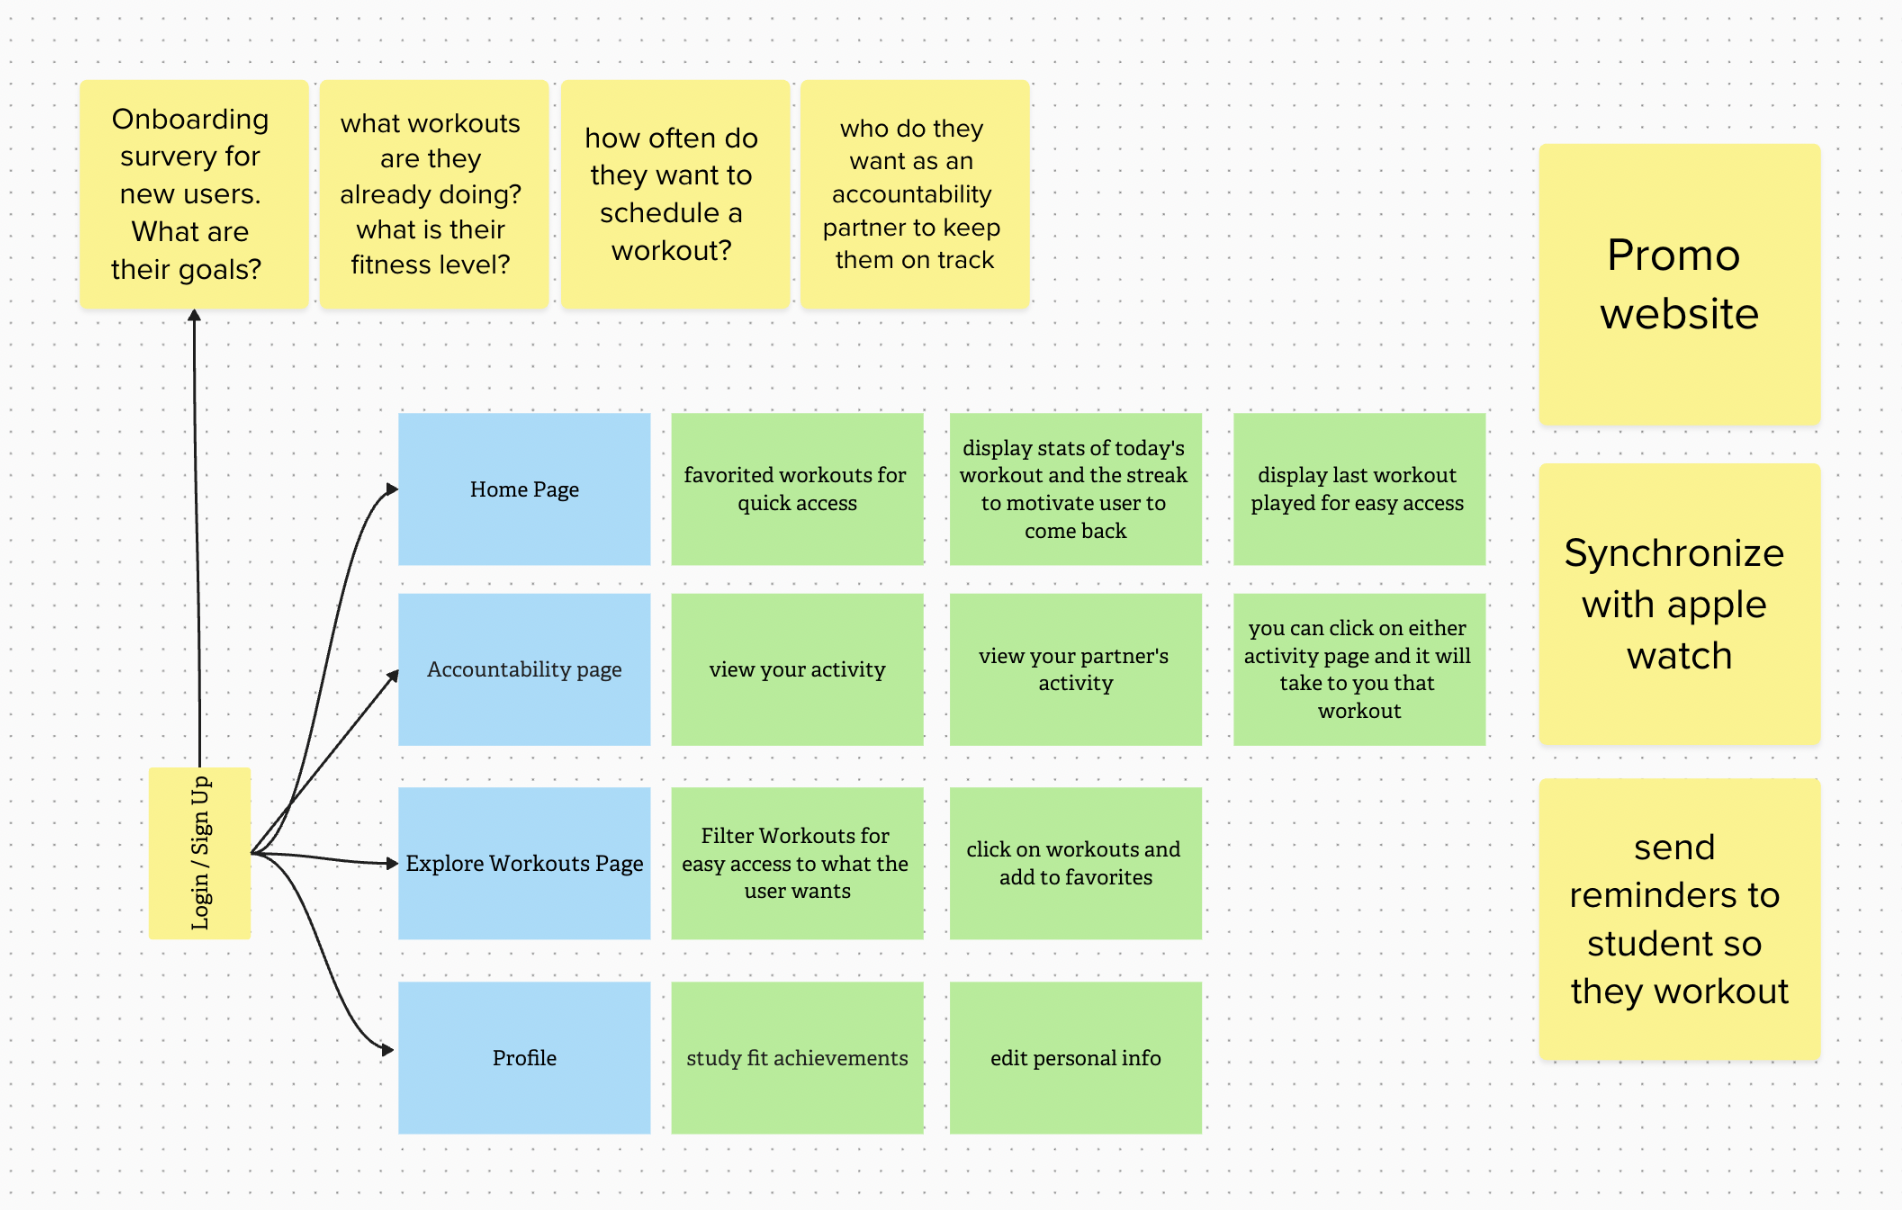 Onboarding
survery for
new users.
What are
their goals?
what workouts
are they
already doing?
what is their
fitness level?
how often do
they want to
schedule a
workout?
who do they
want as an
accountability
partner to keep
them on track
Promo
website
Home Page
favorited workouts for
quick access
display stats of today's
workout and the streak
to motivate user to
come back
display last workout
played for easy access
Synchronize
with apple
watch
Accountability page
view your activity
view your partner's
activity
you can click on either
activity page and it will
take to you that
workout
Login / Sign Up
Explore Workouts Page
Filter Workouts for
easy access to what the
user wants
click on workouts and
add to favorites
send
reminders to
student so
they workout
Profile
study fit achievements
edit personal info